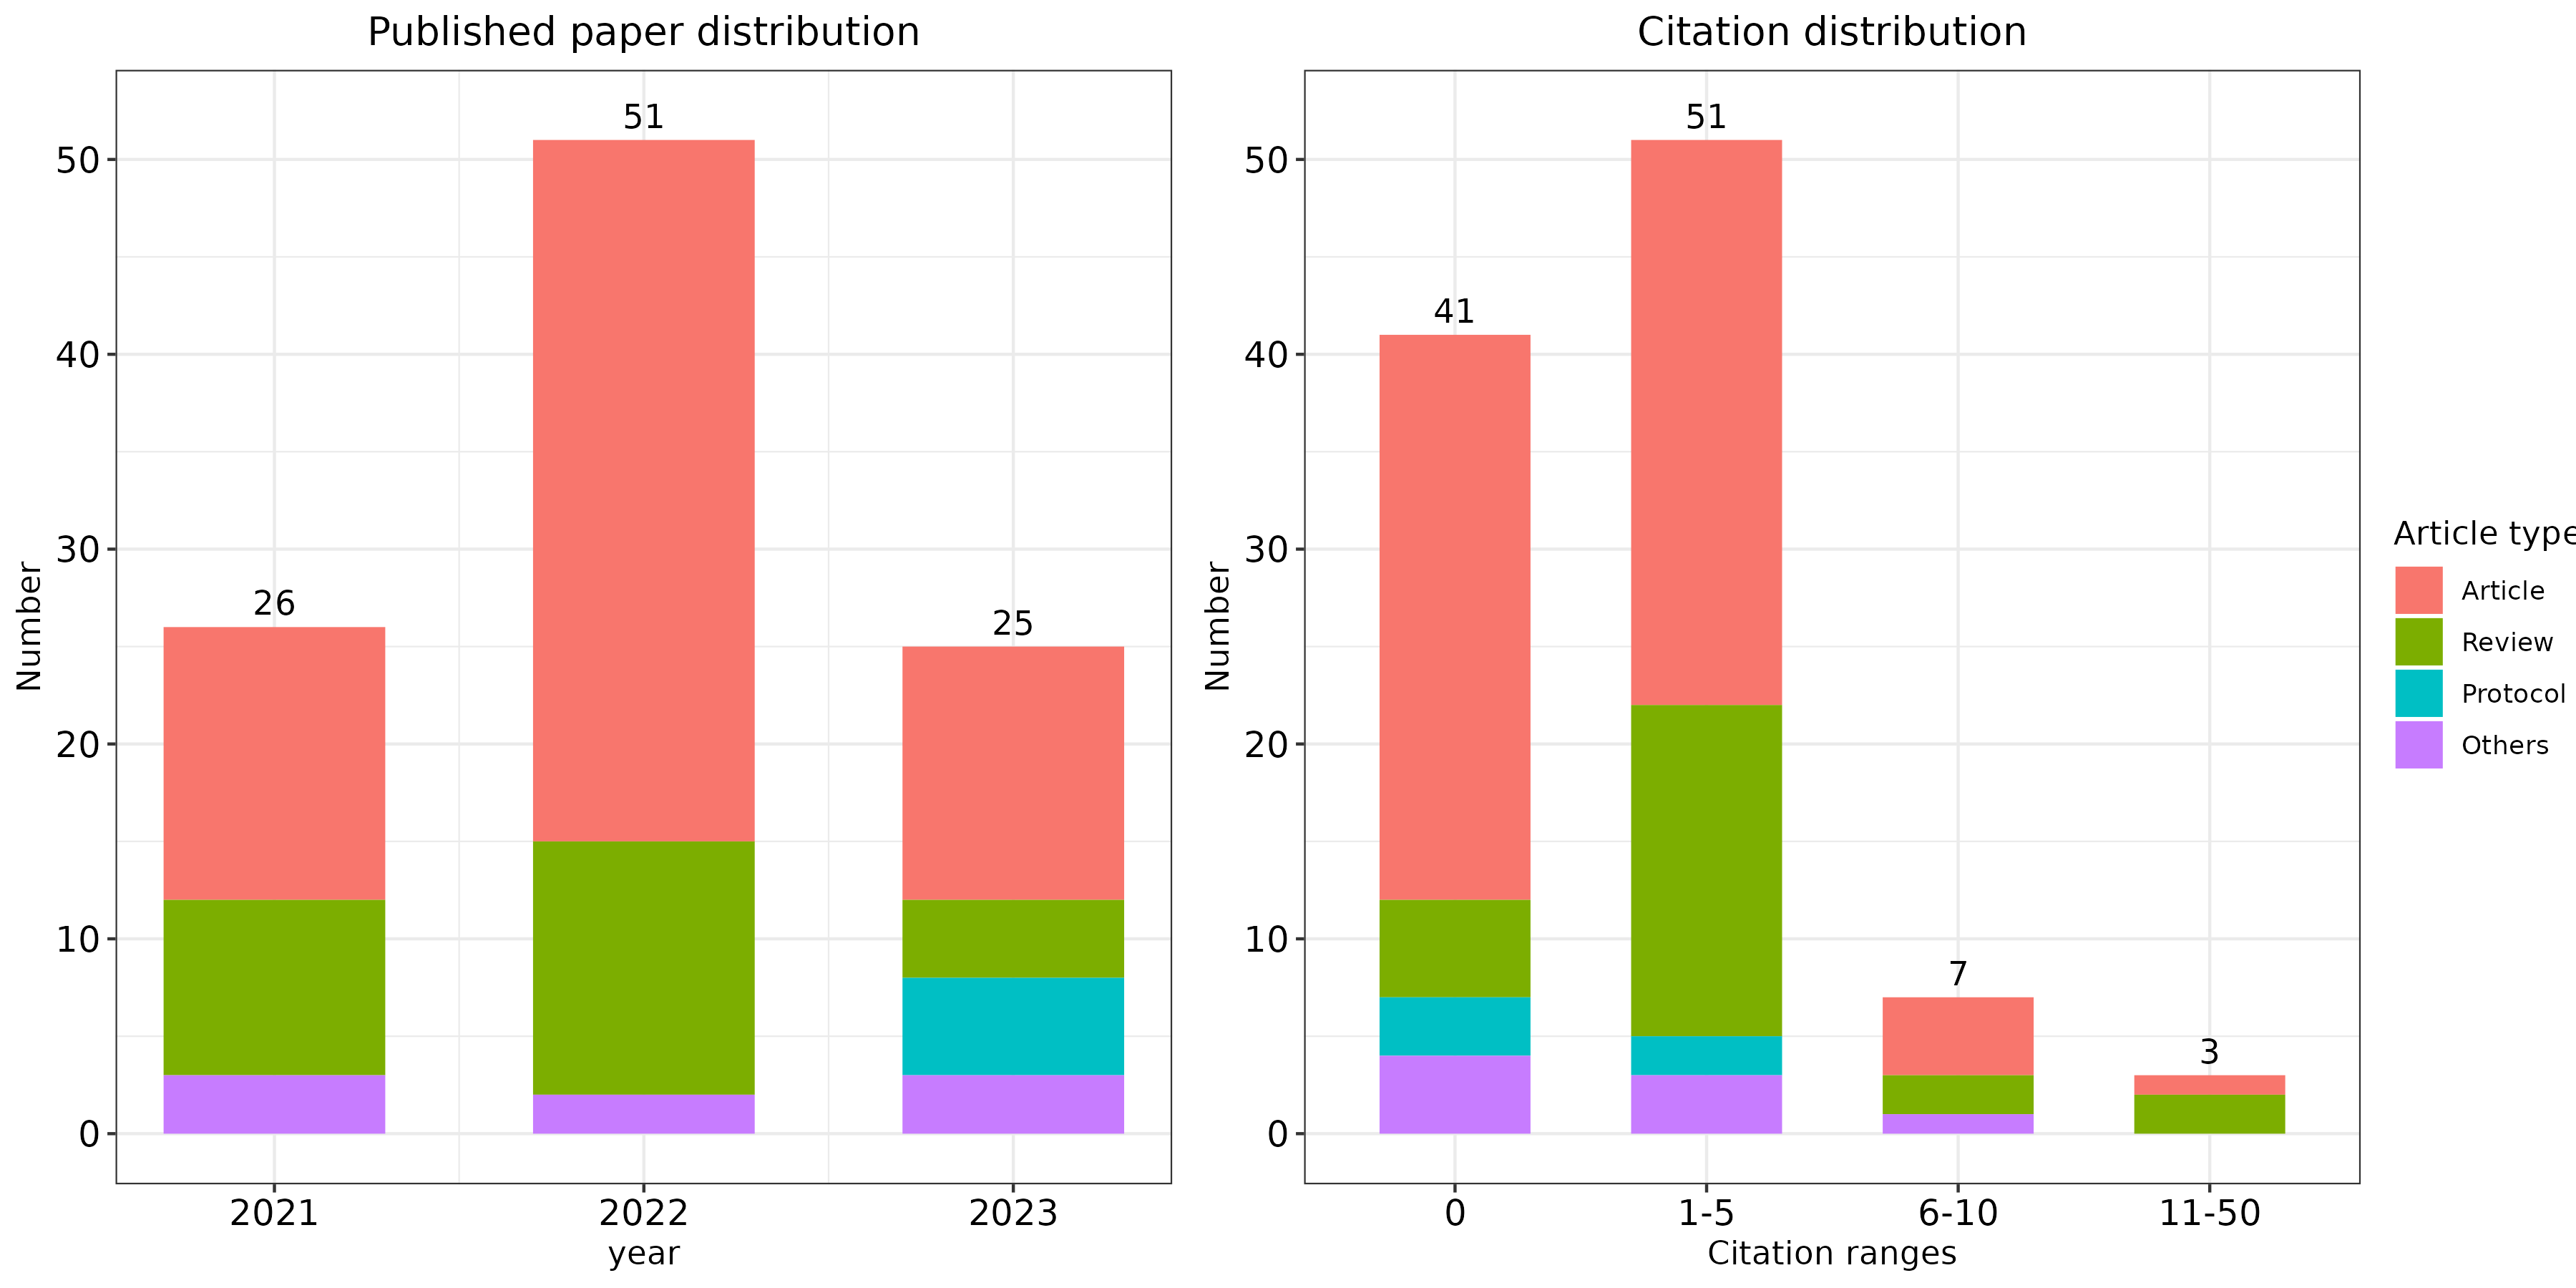 Published paper distribution
51
26
25
50
40
30
20
10
0
Number
2021 2022 2023
year
Citation distribution
41
51
7
3
50
40
30
20
10
0
Number
0 1-5 6-10 11-50
Citation ranges
Article type
Article
Review
Protocol
Others